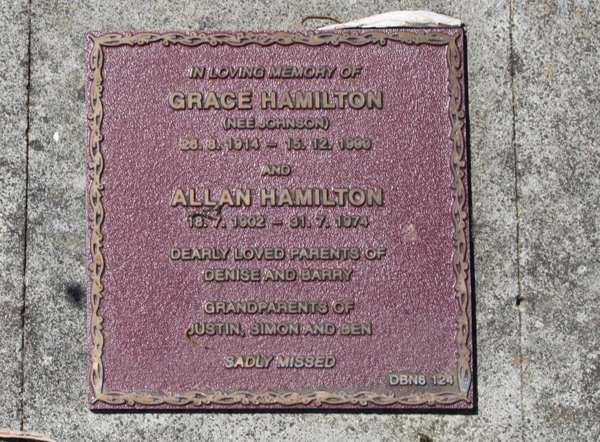 IN LOVING MEMORY OF
GRACE HAMILTON
(NEE JOHNSON)
28. 8. 1914 – 15. 12. 1990
AND
ALLAN HAMILTON
18. 7. 1902 – 31. 7. 1974
DEARLY LOVED PARENTS OF
DENISE AND BARRY
GRANDPARENTS OF
JUSTIN, SIMON AND BEN
SADLY MISSED
DBN8 124